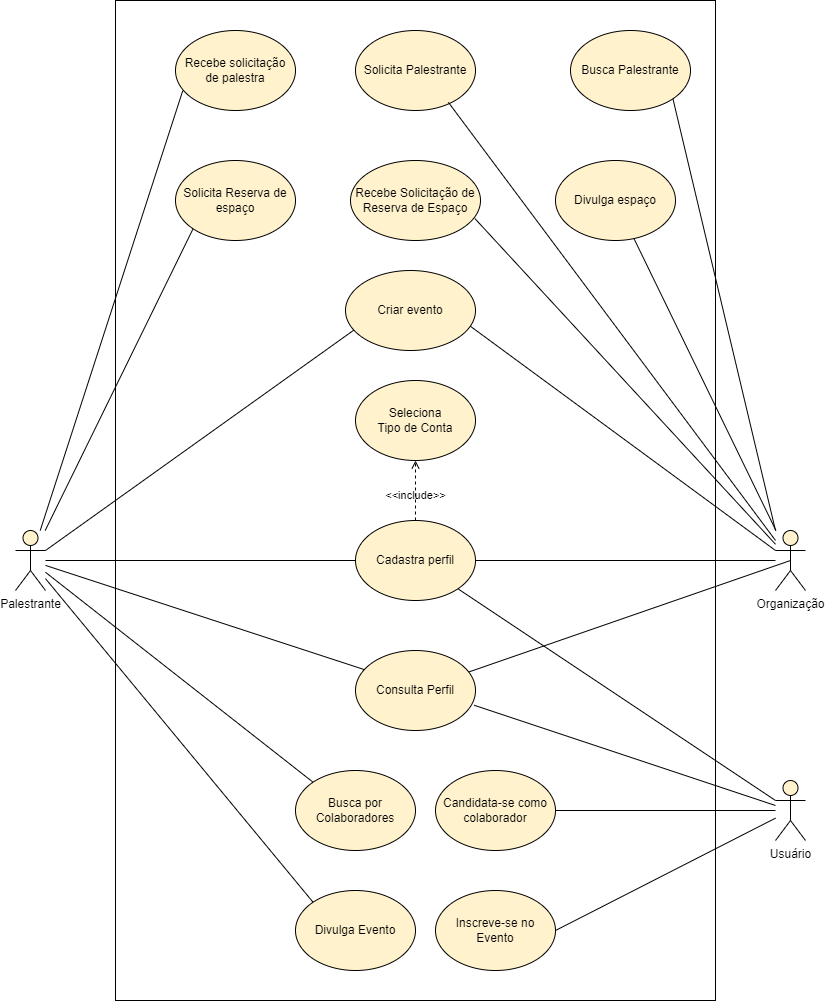 Recebe solicitação
de palestra
Solicita Palestrante
Busca Palestrante
Solicita Reserva de
espaço
Recebe Solicitação de
Reserva de Espaço
Divulga espaço
Criar evento
Seleciona
Tipo de Conta
<<include>>
Cadastra perfil
Palestrante
Organização
Consulta Perfil
Busca por
Colaboradores
Candidata-se como
colaborador
Usuário
Divulga Evento
Inscreve-se no
Evento